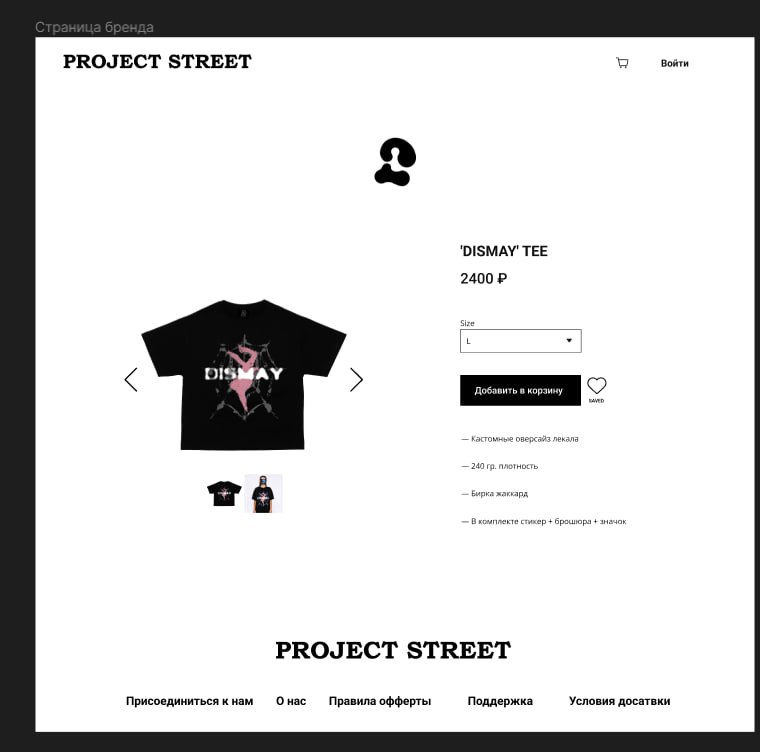 Страница бренда
PROJECT STREET
Войти
'DISMAY' TEE
2400 ₽
Size
L
DISMAY
Добавить в корзину
SAVED
— Кастомные оверсайз лекала
— 240 гр. плотность
— Бирка жаккард
— В комплекте стикер + брошюра + значок
PROJECT STREET
Присоединиться к нам
О нас
Правила офферты
Поддержка
Условия досатвки